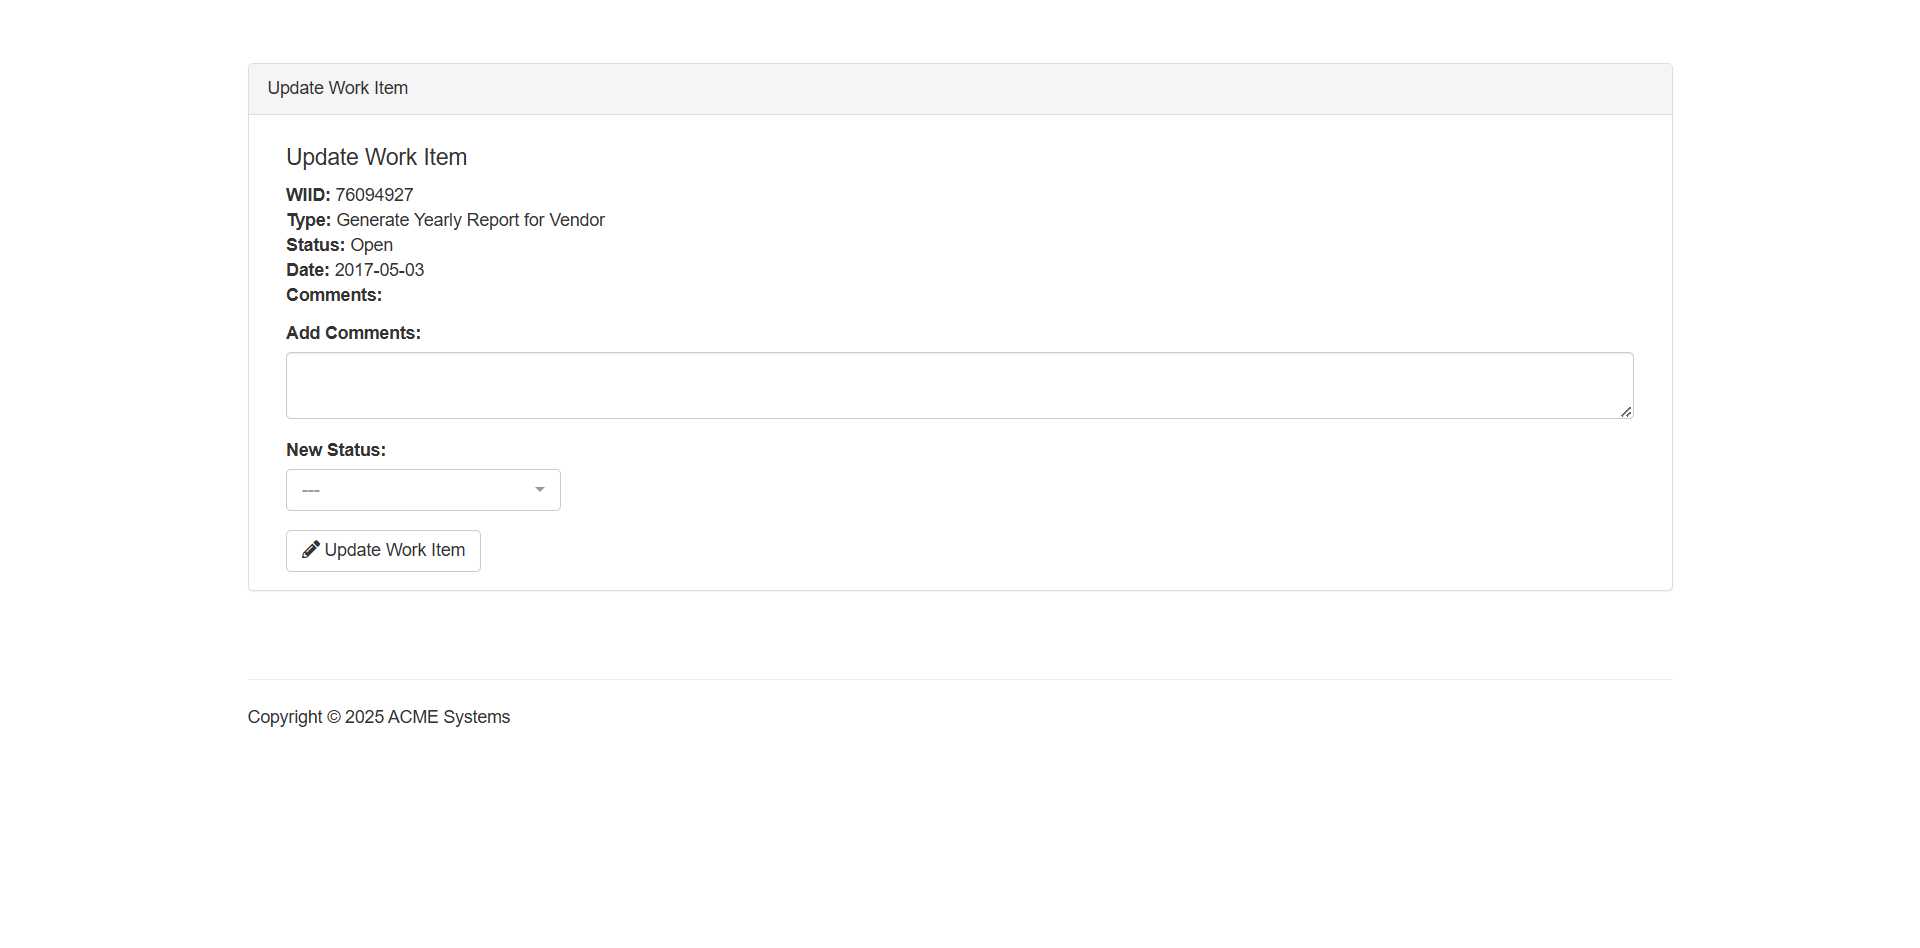 Update Work Item
Update Work Item
WIID: 76094927
Type: Generate Yearly Report for Vendor
Status: Open
Date: 2017-05-03
Comments:
Add Comments:
New Status:
---
Update Work Item
Copyright © 2025 ACME Systems